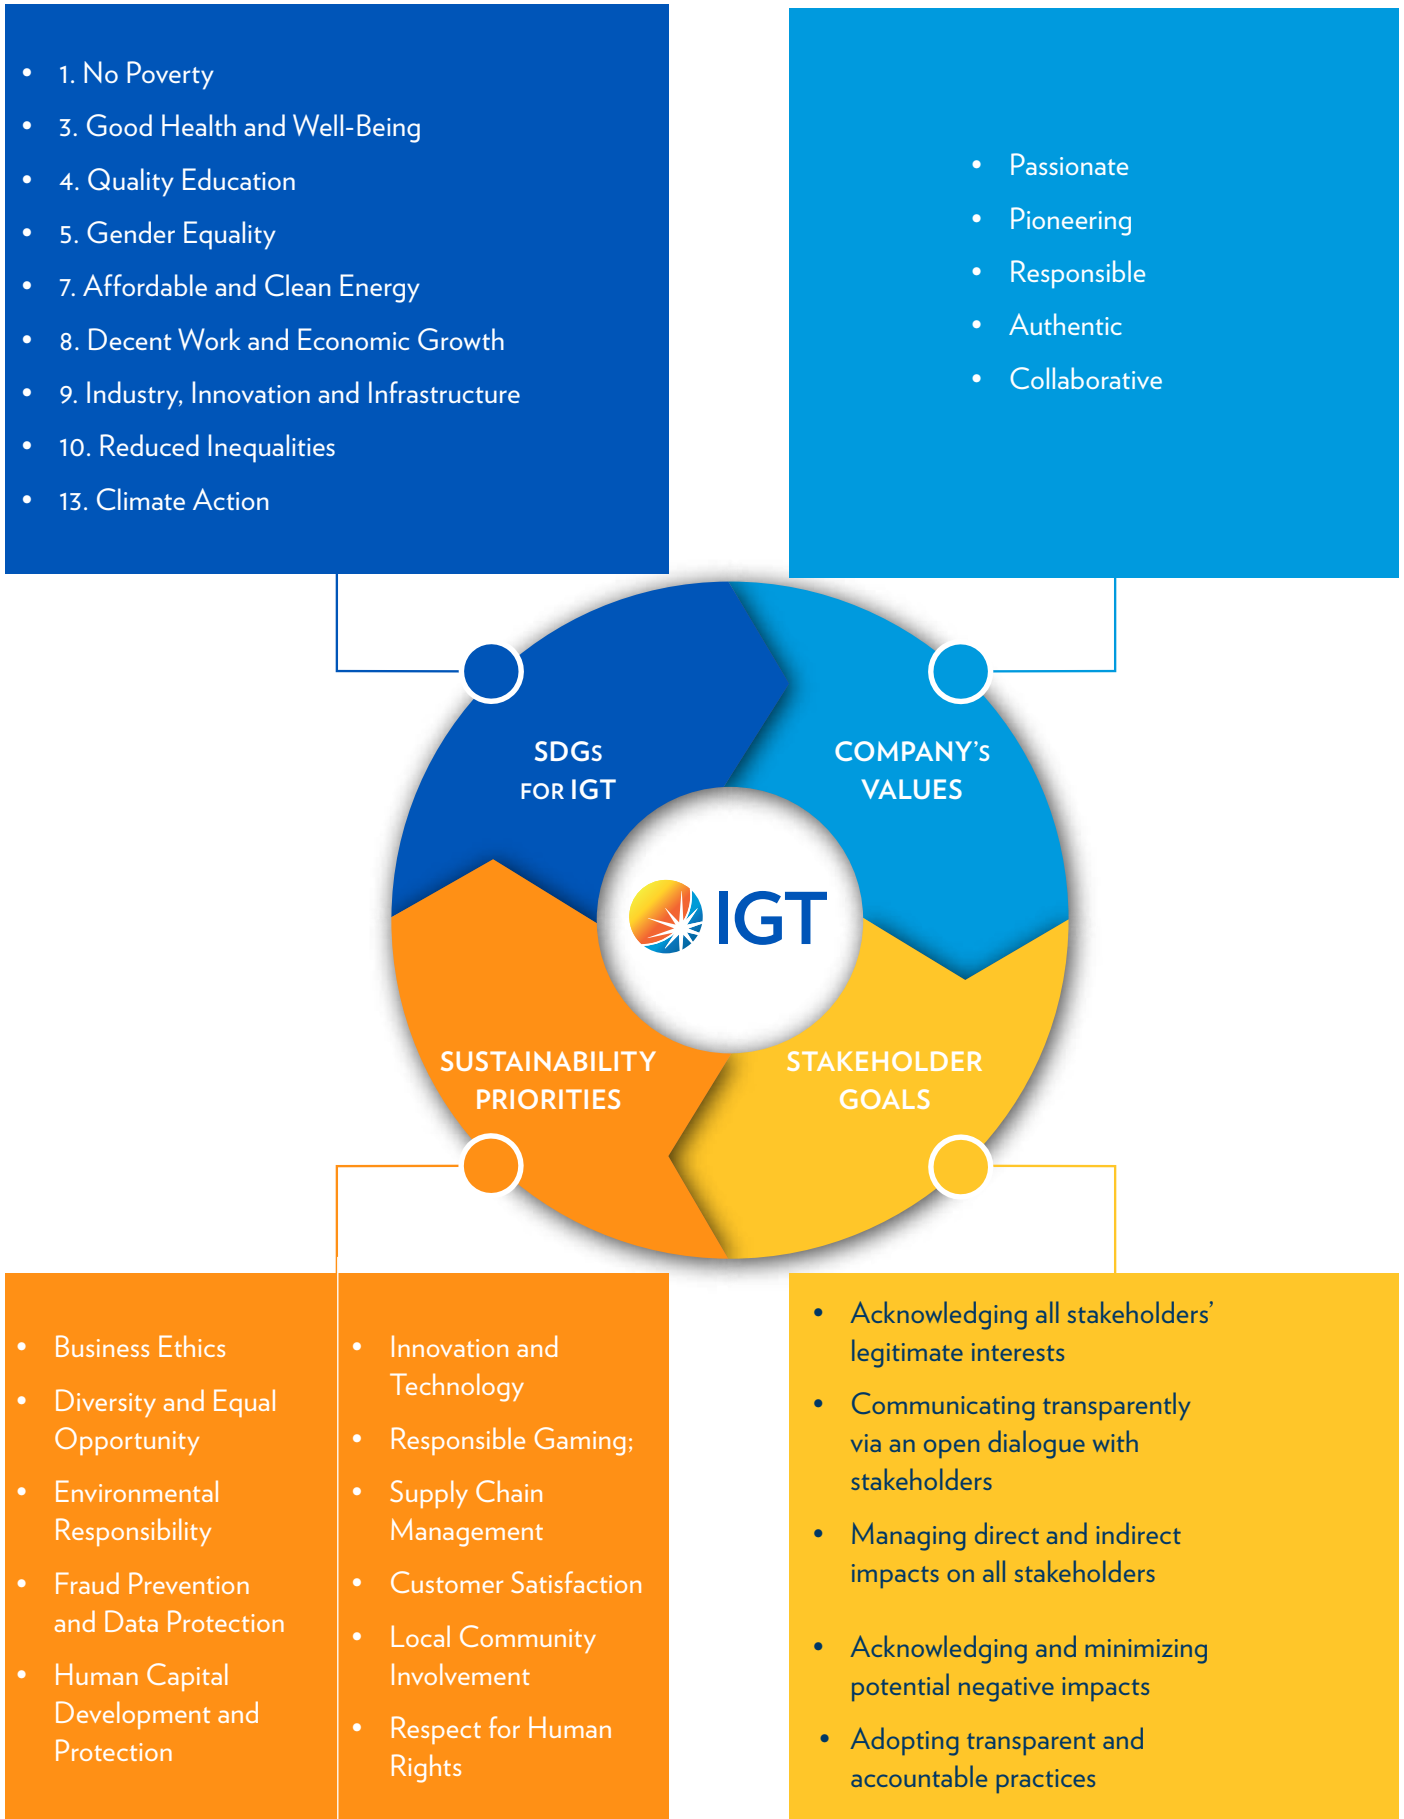 • 1. No Poverty
• 3. Good Health and Well-Being
• 4. Quality Education
• 5. Gender Equality
• 7. Affordable and Clean Energy
• 8. Decent Work and Economic Growth
• 9. Industry, Innovation and Infrastructure
• 10. Reduced Inequalities
• 13. Climate Action
• Passionate
• Pioneering
• Responsible
• Authentic
• Collaborative
SDGs
FOR IGT
COMPANY’s
VALUES
IGT
SUSTAINABILITY
PRIORITIES
STAKEHOLDER
GOALS
• Business Ethics
• Diversity and Equal
Opportunity
• Environmental
Responsibility
• Fraud Prevention
and Data Protection
• Human Capital
Development and
Protection
• Innovation and
Technology
• Responsible Gaming;
• Supply Chain
Management
• Customer Satisfaction
• Local Community
Involvement
• Respect for Human
Rights
• Acknowledging all stakeholders’
legitimate interests
• Communicating transparently
via an open dialogue with
stakeholders
• Managing direct and indirect
impacts on all stakeholders
• Acknowledging and minimizing
potential negative impacts
• Adopting transparent and
accountable practices